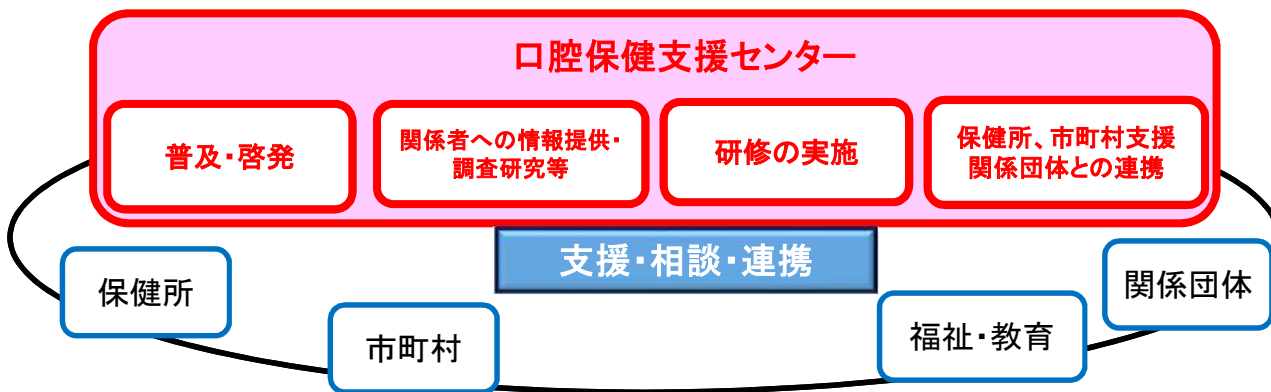 口腔保健支援センター
普及・啓発
関係者への情報提供・
調査研究等
研修の実施
保健所、市町村支援
関係団体との連携
支援・相談・連携
保健所
市町村
福祉・教育
関係団体